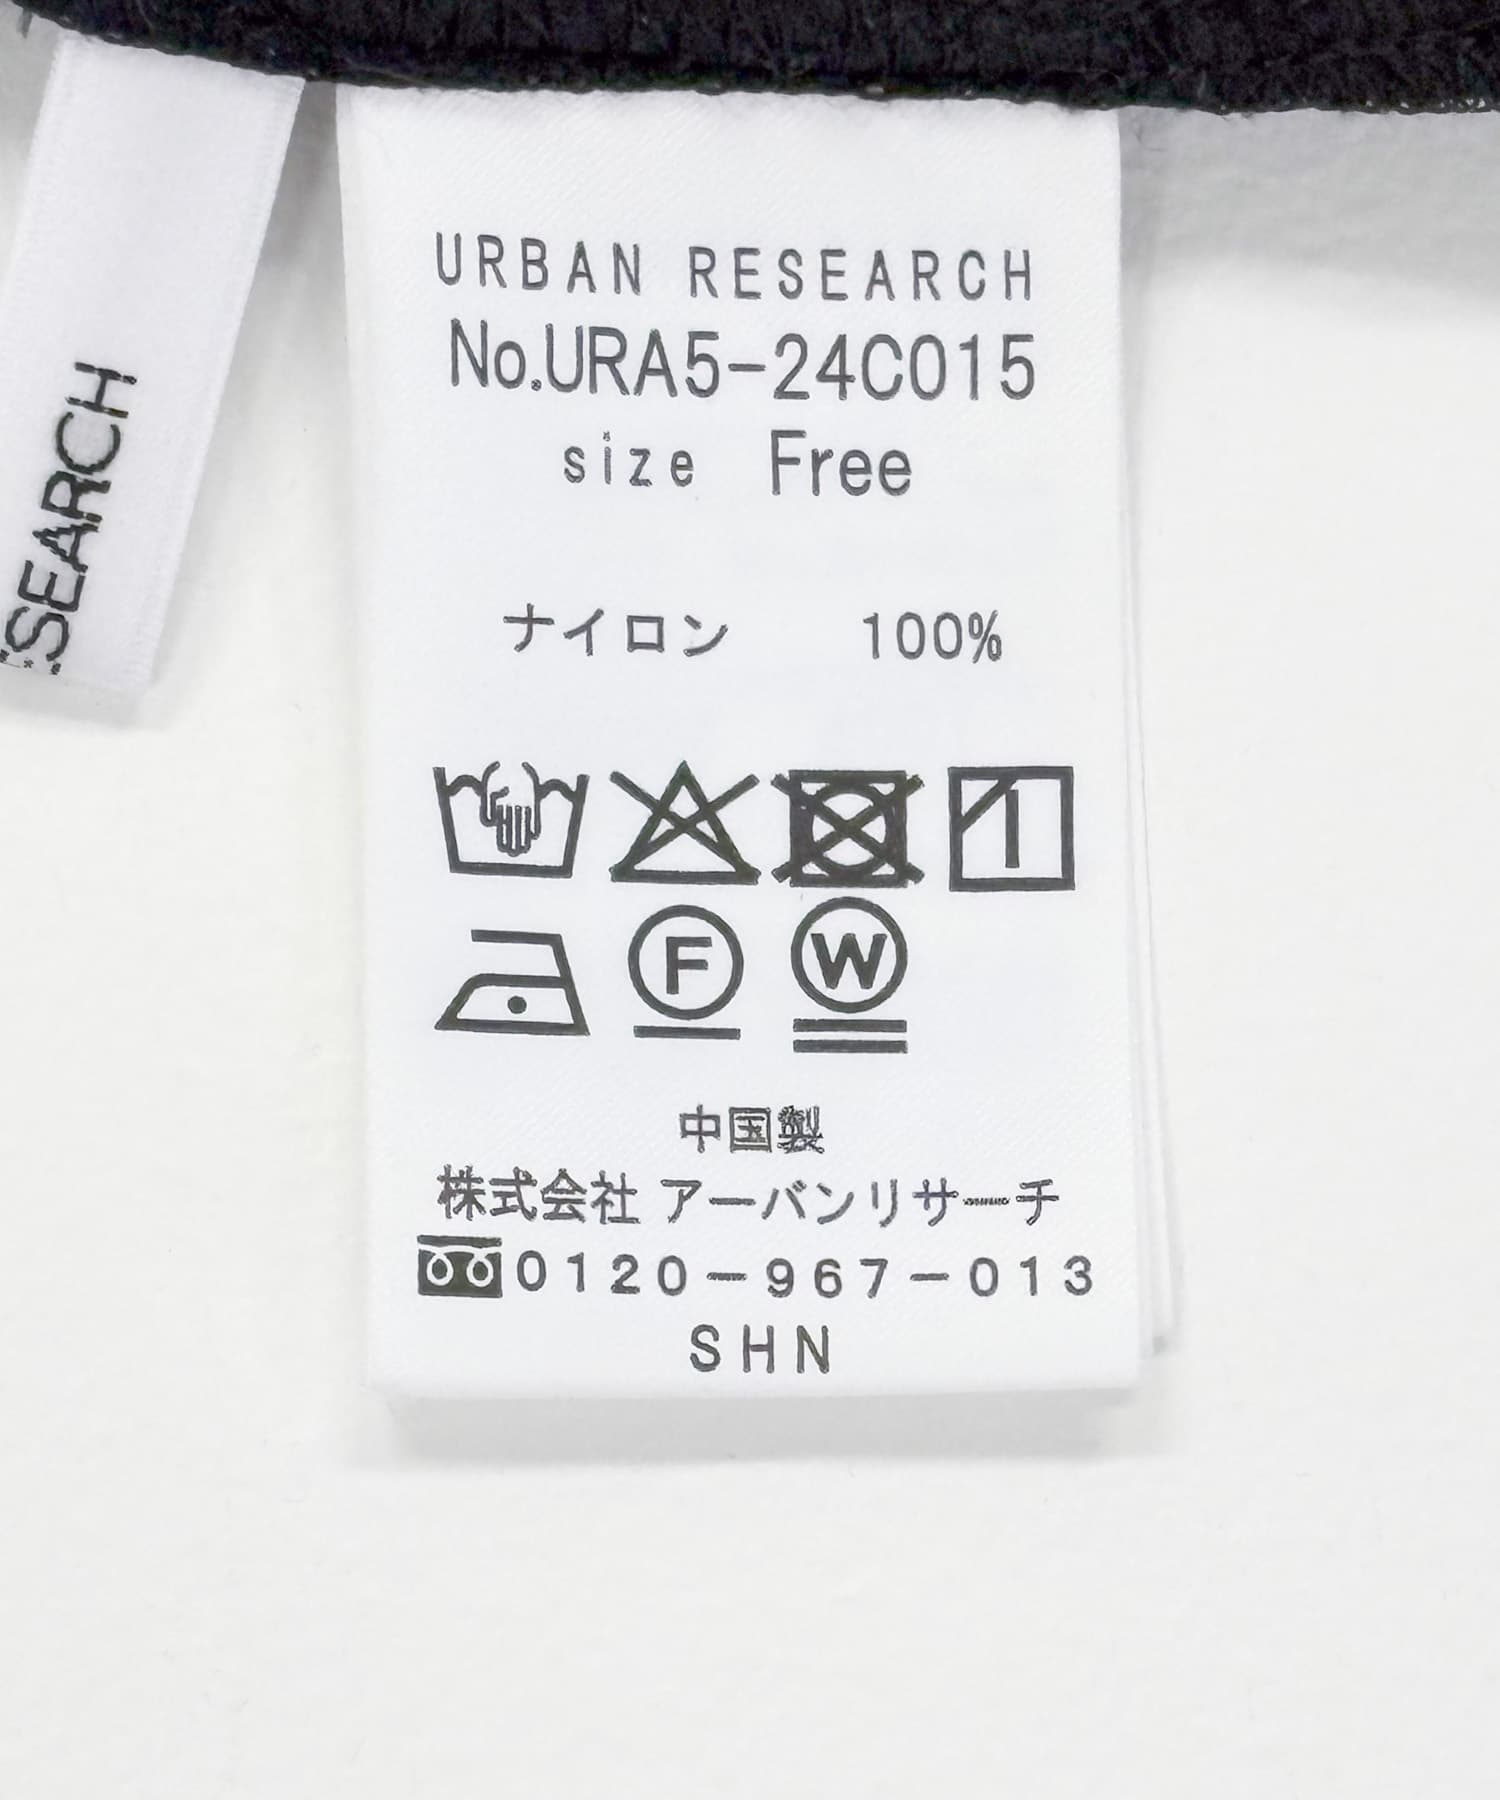 URBAN RESEARCH
No.URA5-24C015
size Free
ナイロン 100%
F W
中国製
株式会社 アーバンリサーチ
0120-967-013
SHN
SEARCH